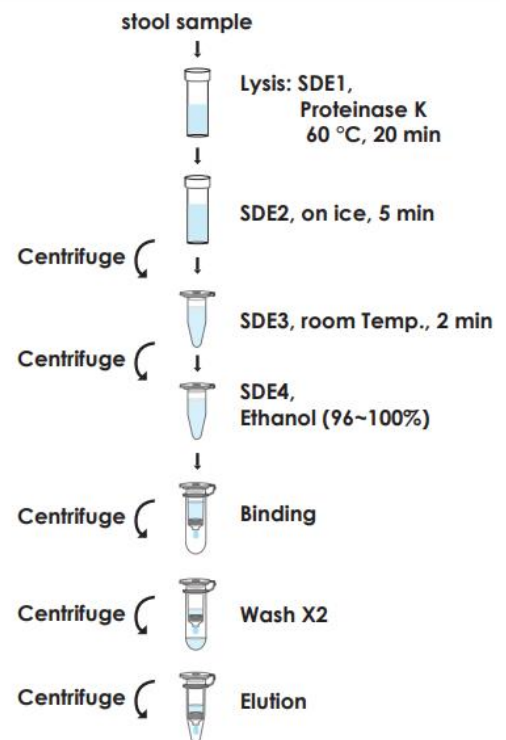 stool sample
Lysis: SDE1,
Proteinase K
60 °C, 20 min
SDE2, on ice, 5 min
Centrifuge
SDE3, room Temp., 2 min
Centrifuge
SDE4,
Ethanol (96~100%)
Centrifuge
Binding
Centrifuge
Wash X2
Centrifuge
Elution